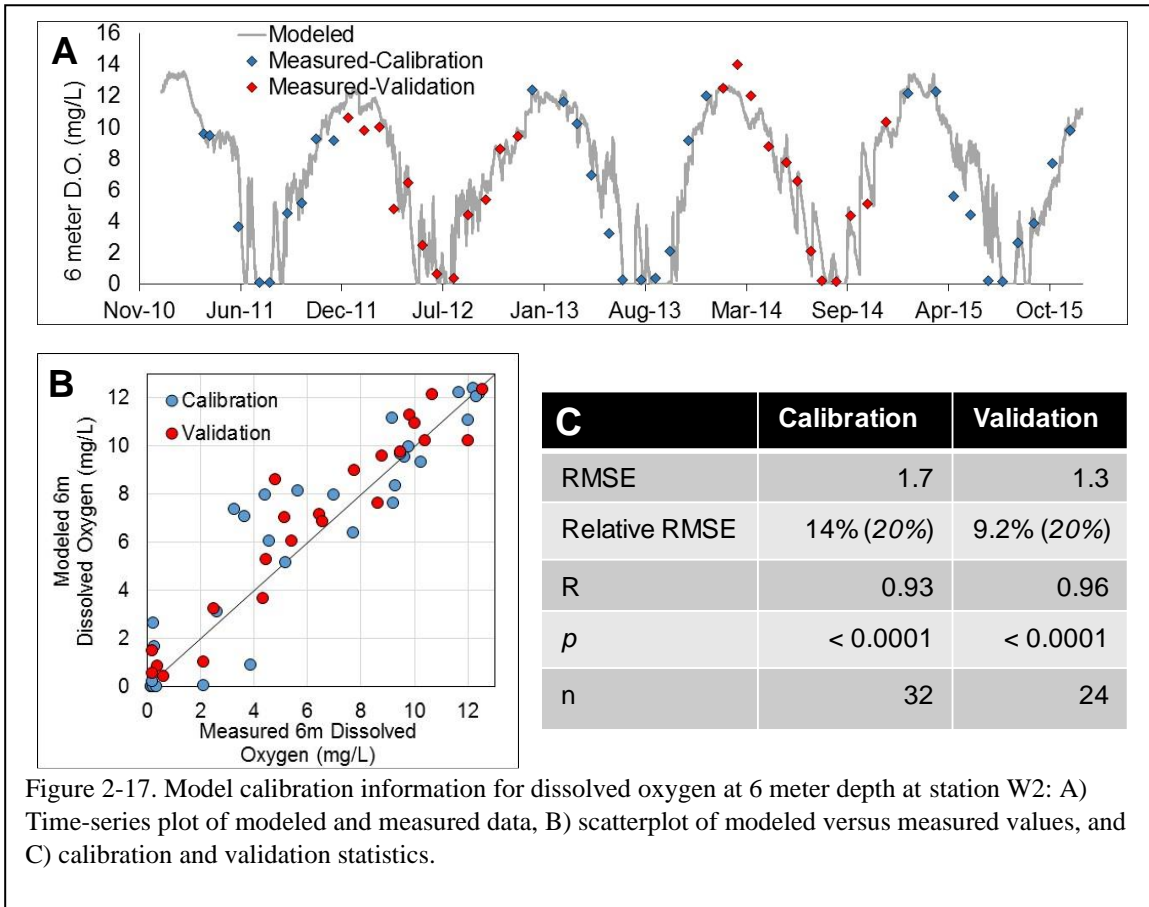 A
Modeled
Measured-Calibration
Measured-Validation
6 meter D.O. (mg/L)
16
14
12
10
8
6
4
2
0
Nov-10 Jun-11 Dec-11 Jul-12 Jan-13 Aug-13 Mar-14 Sep-14 Apr-15 Oct-15
B
Calibration
Validation
Modeled 6m
Dissolved Oxygen (mg/L)
12
10
8
6
4
2
0
0 2 4 6 8 10 12
Measured 6m Dissolved
Oxygen (mg/L)
C Calibration Validation
RMSE 1.7 1.3
Relative RMSE 14% (20%) 9.2% (20%)
R 0.93 0.96
p < 0.0001 < 0.0001
n 32 24
Figure 2-17. Model calibration information for dissolved oxygen at 6 meter depth at station W2: A)
Time-series plot of modeled and measured data, B) scatterplot of modeled versus measured values, and
C) calibration and validation statistics.